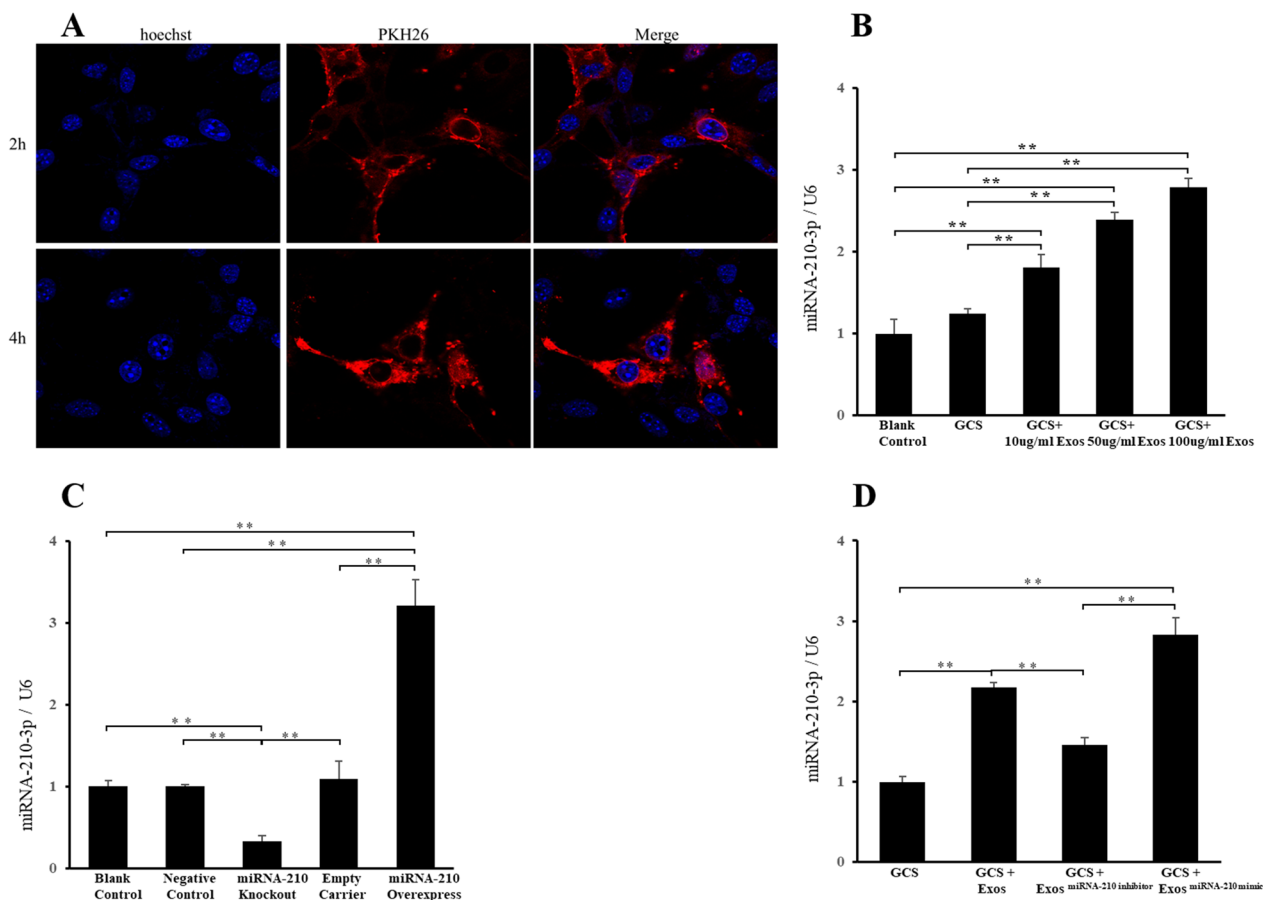 A
hoechst
PKH26
Merge
2h
4h
B
miRNA-210-3p / U6
4
3
2
1
0
**
**
**
**
**
**
Blank
Control
GCS
GCS+
10ug/ml Exos
GCS+
50ug/ml Exos
GCS+
100ug/ml Exos
C
miRNA-210-3p / U6
4
3
2
1
0
**
**
**
**
**
**
Blank
Control
Negative
Control
miRNA-210
Knockout
Empty
Carrier
miRNA-210
Overexpress
D
miRNA-210-3p / U6
4
3
2
1
0
**
**
**
**
GCS
GCS +
Exos
GCS +
Exos miRNA-210 inhibitor
GCS +
Exos miRNA-210 mimic